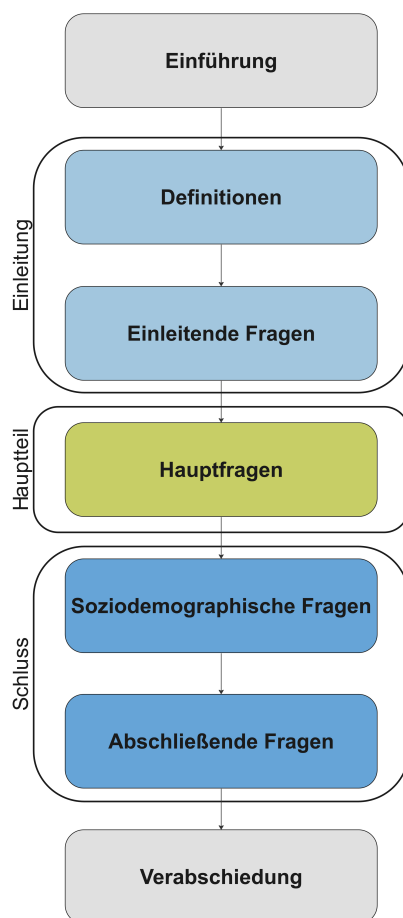 Einführung
Einleitung
Definitionen
Einleitende Fragen
Hauptteil
Hauptfragen
Schluss
Soziodemographische Fragen
Abschließende Fragen
Verabschiedung